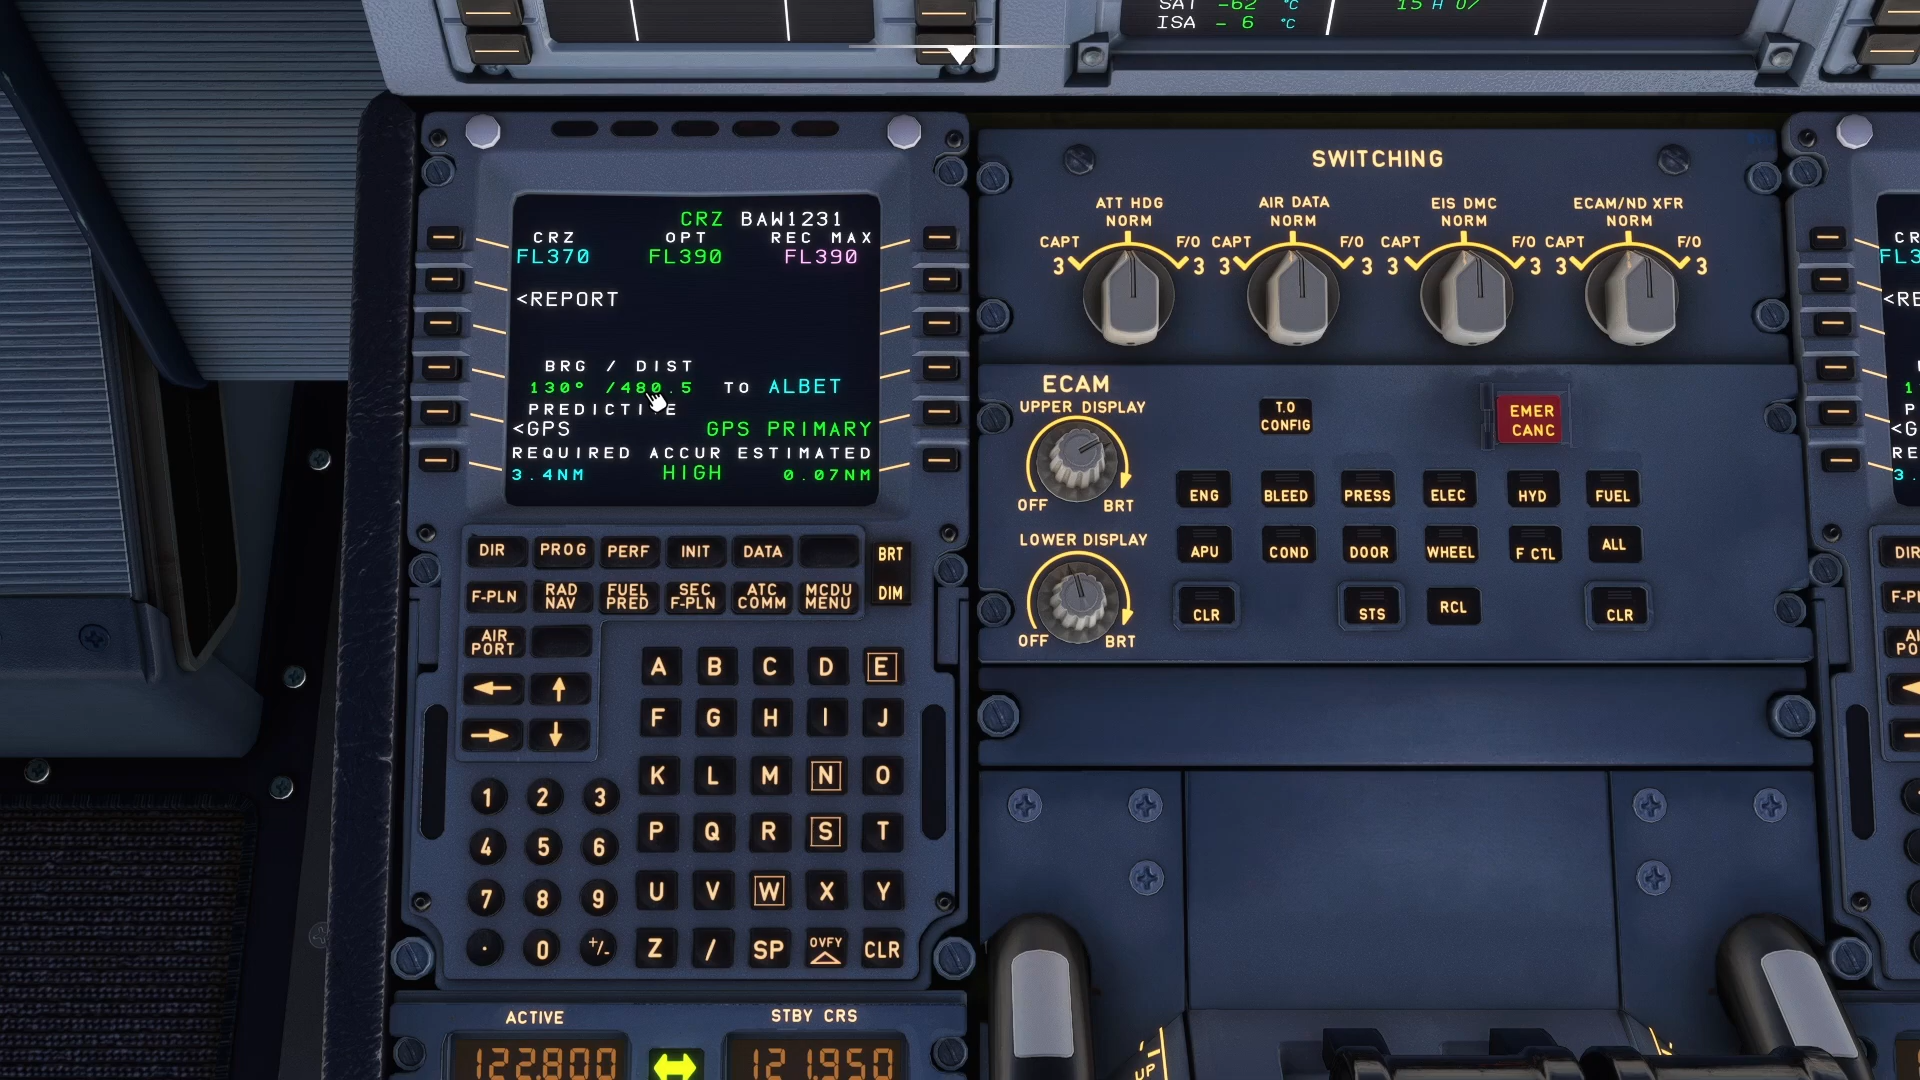 SAT -62 °C
15 H 07
ISA - 6 °C
CRZ BAW1231
CRZ OPT REC MAX
FL370 FL390 FL390
<REPORT
BRG / DIST
130° /480.5 TO ALBET
<GPS GPS PRIMARY
REQUIRED ACCUR ESTIMATED
3.4NM HIGH 0.07NM
DIR PROG PERF INIT DATA
BRT
F-PLN RAD NAV FUEL PRED SEC F-PLN ATC COMM MCDU MENU
DIM
AIR PORT
A B C D E
F G H I J
K L M N O
1 2 3
P Q R S T
4 5 6
U V W X Y
7 8 9
. 0 +/- Z / SP OVFY CLR
ACTIVE STBY CRS
122.800 121.950
SWITCHING
ATT HDG AIR DATA EIS DMC ECAM/ND XFR
NORM NORM NORM NORM
CAPT F/O CAPT F/O CAPT F/O CAPT F/O
3 3 3 3 3 3 3 3
ECAM
UPPER DISPLAY
OFF BRT
T.O CONFIG
EMER CANC
ENG BLEED PRESS ELEC HYD FUEL
LOWER DISPLAY
OFF BRT
APU COND DOOR WHEEL F CTL ALL
CLR STS RCL CLR
UP